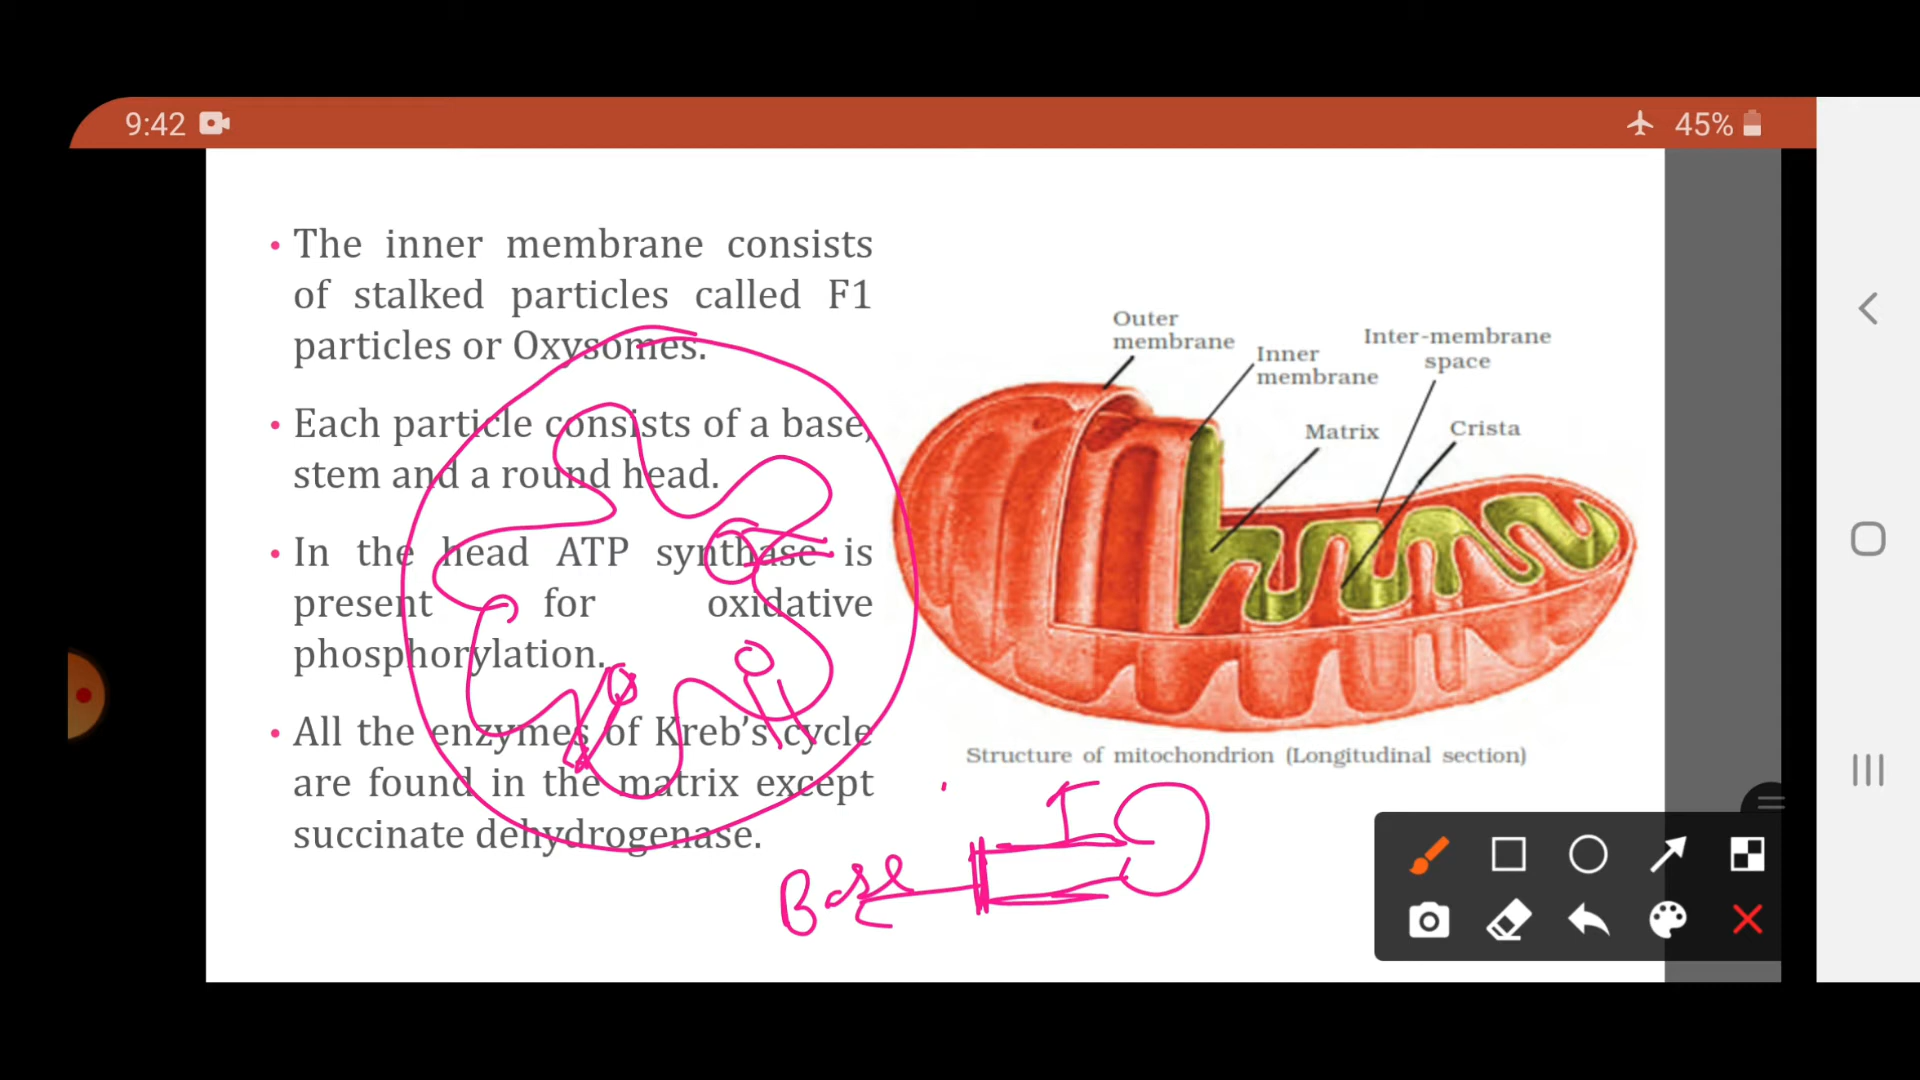 9:42
45%
• The inner membrane consists
of stalked particles called F1
particles or Oxysomes.
• Each particle consists of a base,
stem and a round head.
• In the head ATP synthase is
present for oxidative
phosphorylation.
• All the enzymes of Kreb's cycle
are found in the matrix except
succinate dehydrogenase.
Outer
membrane
Inner
membrane
Inter-membrane
space
Matrix
Crista
Structure of mitochondrion (Longitudinal section)
Base